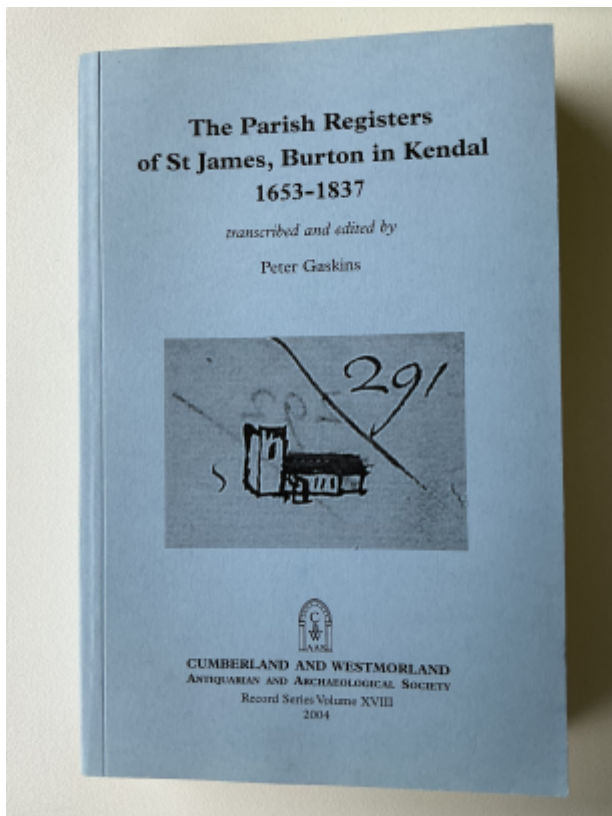 The Parish Registers
of St James, Burton in Kendal
1653-1837
transcribed and edited by
Peter Gaskins
291
C
A
W
A.A.S.
CUMBERLAND AND WESTMORLAND
ANTIQUARIAN AND ARCHAEOLOGICAL SOCIETY
Record Series Volume XVIII
2004